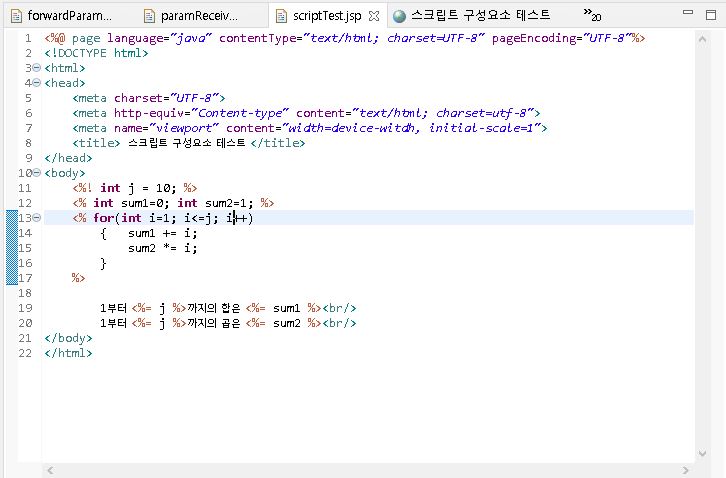 forwardParam... paramReceiv... scriptTest.jsp 스크립트 구성요소 테스트 »20
1 <%@ page language="java" contentType="text/html; charset=UTF-8" pageEncoding="UTF-8"%>
2 <!DOCTYPE html>
3 <html>
4 <head>
5 <meta charset="UTF-8">
6 <meta http-equiv="Content-type" content="text/html; charset=utf-8">
7 <meta name="viewport" content="width=device-witdh, initial-scale=1">
8 <title> 스크립트 구성요소 테스트 </title>
9 </head>
10 <body>
11 <%! int j = 10; %>
12 <% int sum1=0; int sum2=1; %>
13 <% for(int i=1; i<=j; i++)
14 { sum1 += i;
15 sum2 *= i;
16 }
17 %>
18
19 1부터 <%= j %>까지의 합은 <%= sum1 %><br/>
20 1부터 <%= j %>까지의 곱은 <%= sum2 %><br/>
21 </body>
22 </html>